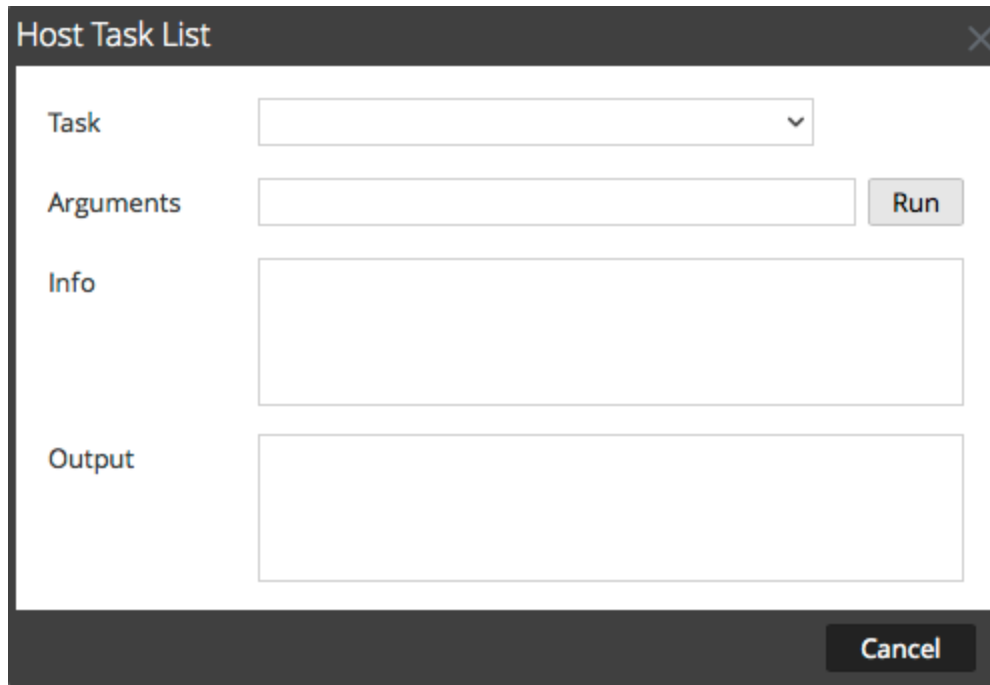 Host Task List
Task
Arguments
Run
Info
Output
Cancel